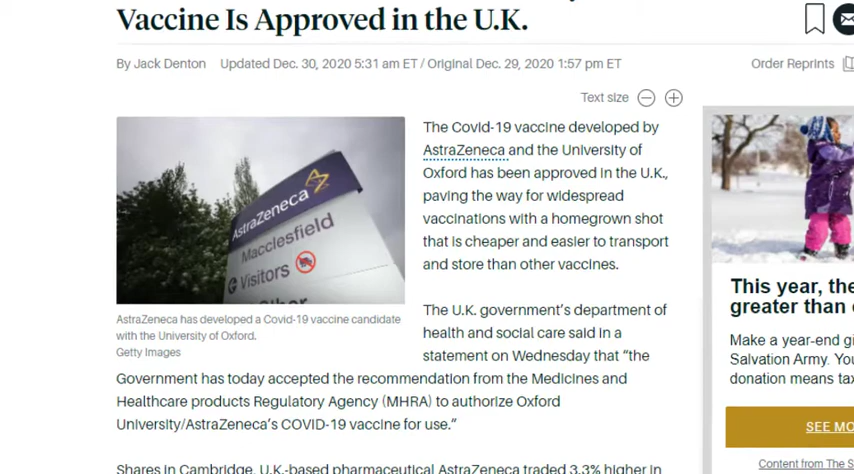 Vaccine Is Approved in the U.K.
By Jack Denton Updated Dec. 30, 2020 5:31 am ET / Original Dec. 29, 2020 1:57 pm ET
Order Reprints
Text size
AstraZeneca
Macclesfield
Visitors
Other
AstraZeneca has developed a Covid-19 vaccine candidate
with the University of Oxford.
Getty Images
The Covid-19 vaccine developed by
AstraZeneca and the University of
Oxford has been approved in the U.K.,
paving the way for widespread
vaccinations with a homegrown shot
that is cheaper and easier to transport
and store than other vaccines.
The U.K. government’s department of
health and social care said in a
statement on Wednesday that “the
Government has today accepted the recommendation from the Medicines and
Healthcare products Regulatory Agency (MHRA) to authorize Oxford
University/AstraZeneca’s COVID-19 vaccine for use.”
Shares in Cambridge, U.K.-based pharmaceutical AstraZeneca traded 3.3% higher in
This year, the
greater than
Make a year-end gi
Salvation Army. You
donation means tax
SEE MO
Content from The S